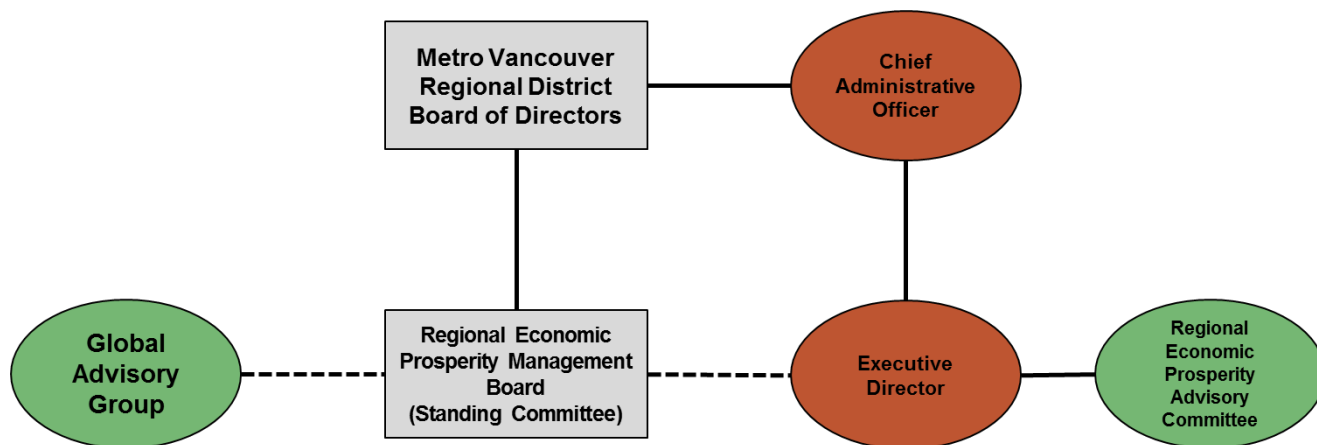 Metro Vancouver
Regional District
Board of Directors
Chief
Administrative
Officer
Global
Advisory
Group
Regional Economic
Prosperity Management
Board
(Standing Committee)
Executive
Director
Regional
Economic
Prosperity
Advisory
Committee